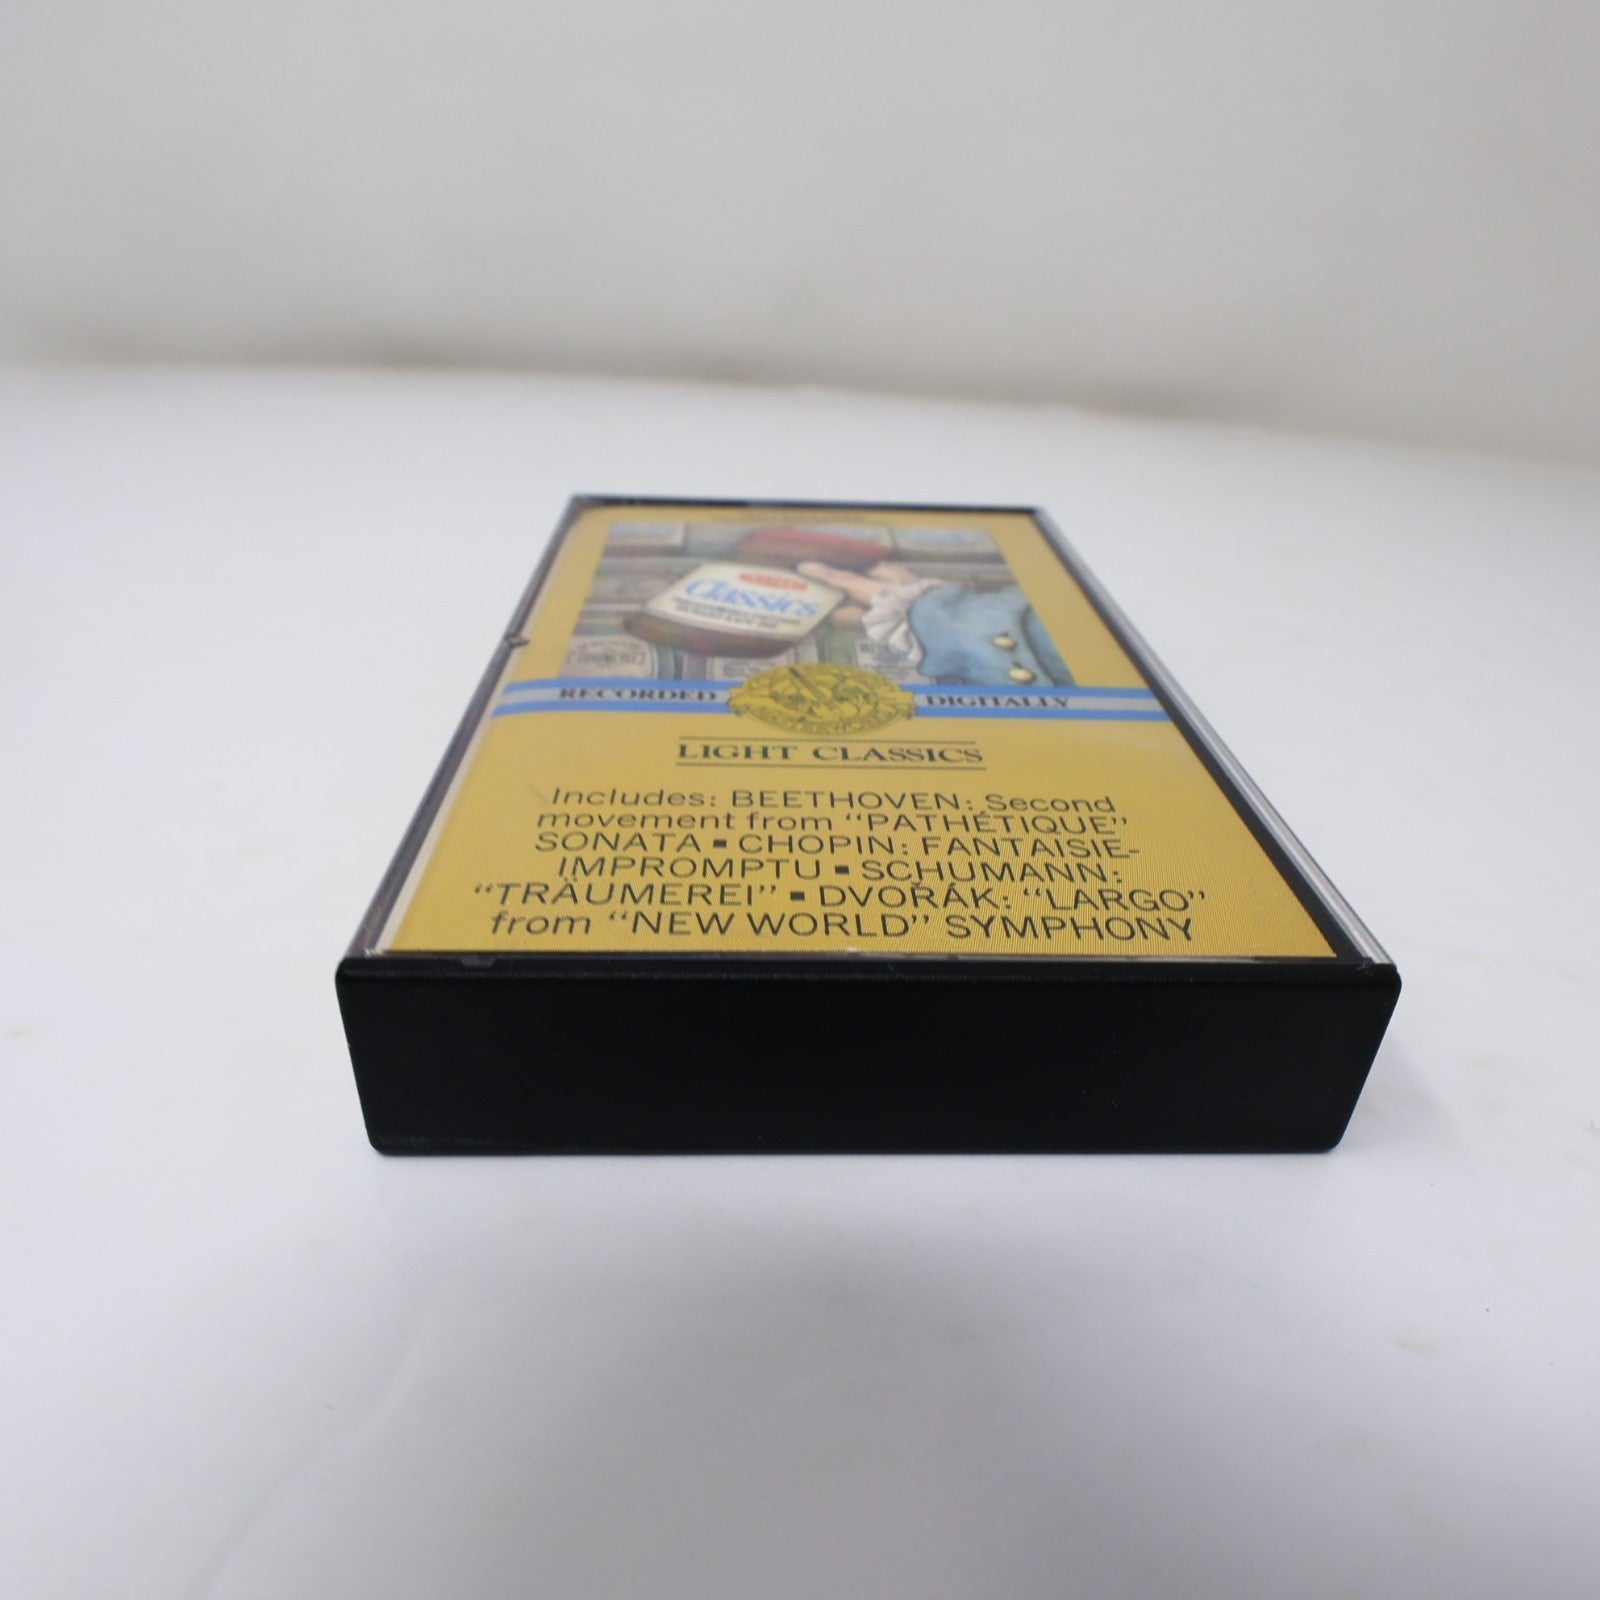 Classics
RECORDED DIGITALLY
LIGHT CLASSICS
Includes: BEETHOVEN: Second
movement from “PATHÉTIQUE”
SONATA ▪ CHOPIN: FANTAISIE-
IMPROMPTU ▪ SCHUMANN:
“TRÄUMEREI” ▪ DVOŘÁK: “LARGO”
from “NEW WORLD” SYMPHONY